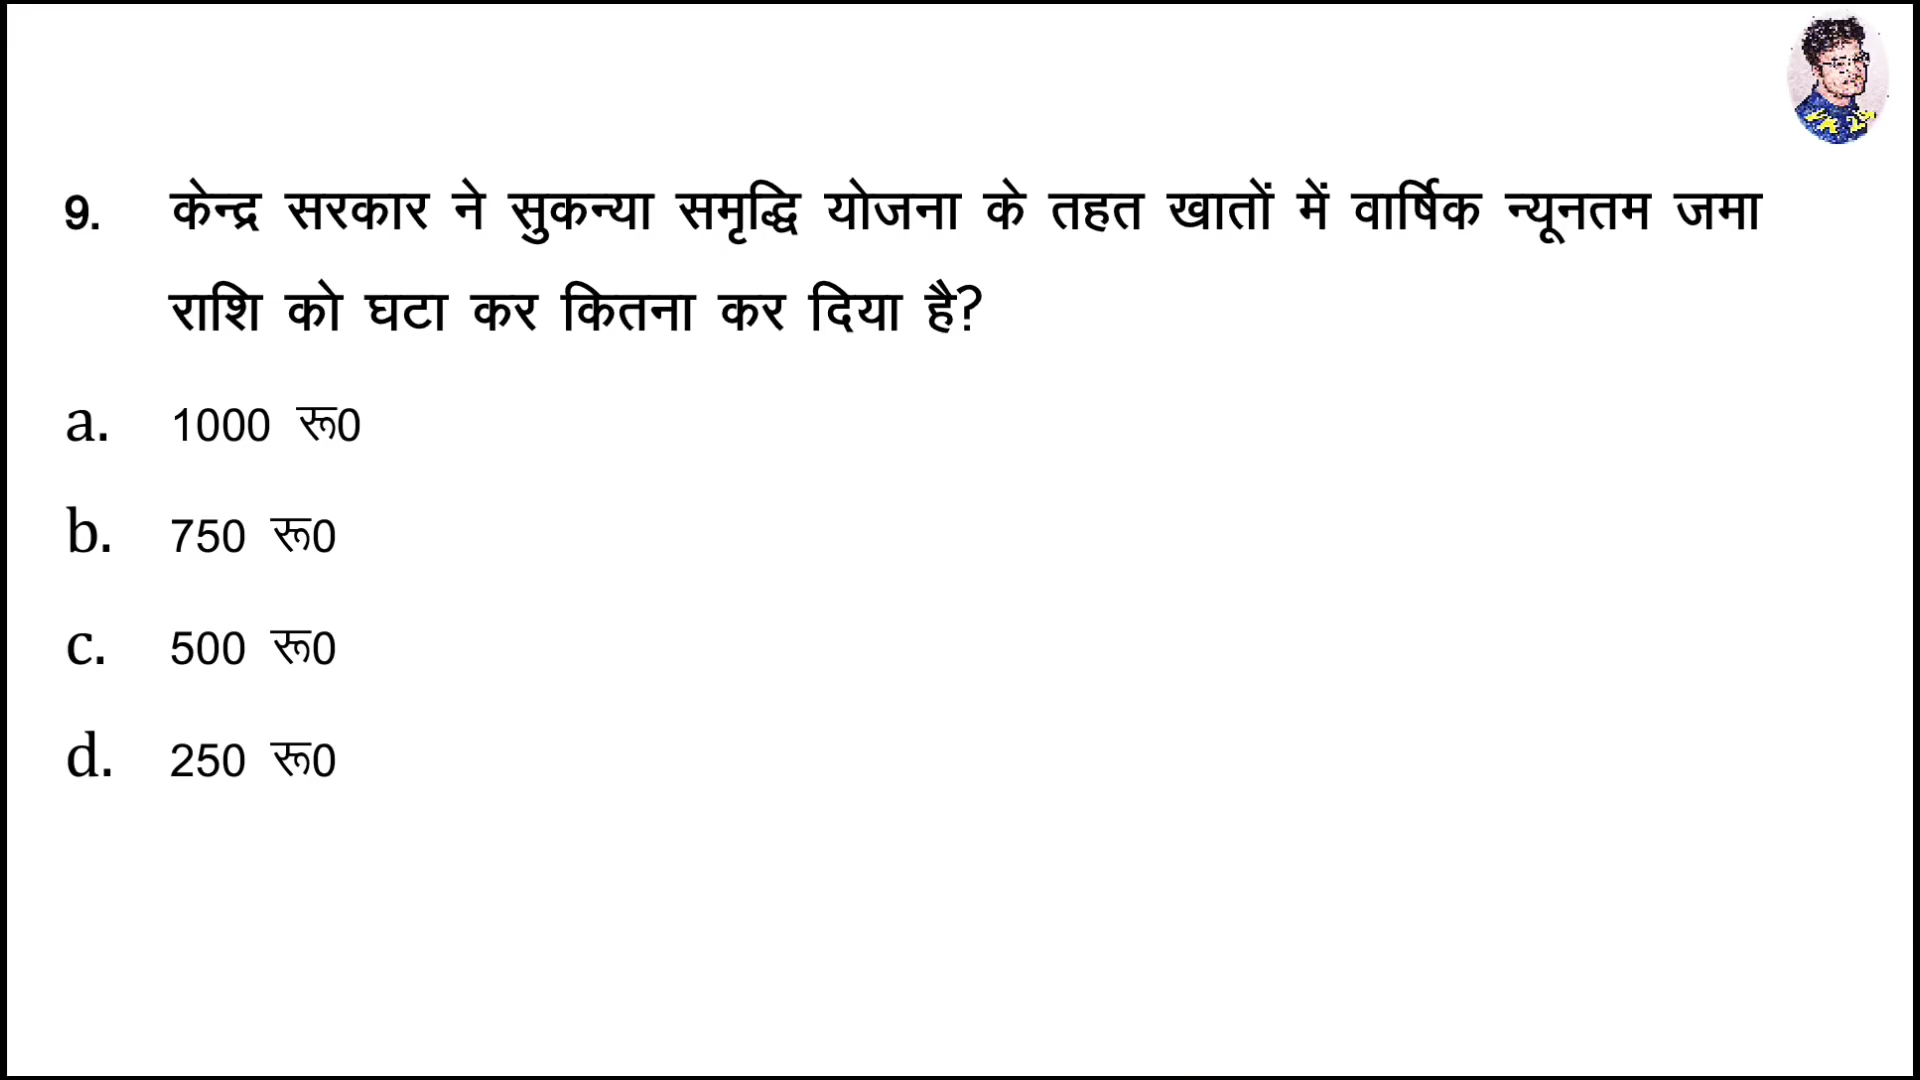 9. केन्द्र सरकार ने सुकन्या समृद्धि योजना के तहत खातों में वार्षिक न्यूनतम जमा
राशि को घटा कर कितना कर दिया है?
a. 1000 रू0
b. 750 रू0
c. 500 रू0
d. 250 रू0